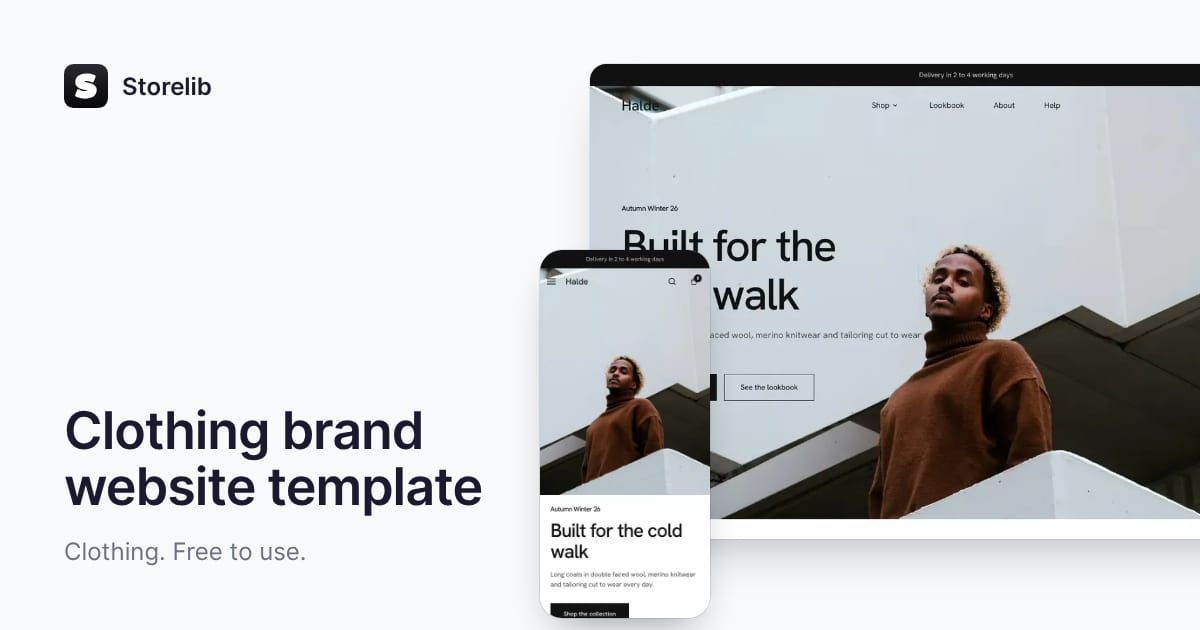 Storelib
Clothing brand
website template
Clothing. Free to use.
Delivery in 2 to 4 working days
Halde
Shop
Lookbook
About
Help
Autumn Winter 26
Built for the
walk
faced wool, merino knitwear and tailoring cut to wear
See the lookbook
Delivery in 2 to 4 working days
Halde
Autumn Winter 26
Built for the cold
walk
Long coats in double faced wool, merino knitwear
and tailoring cut to wear every day.
Shop the collection